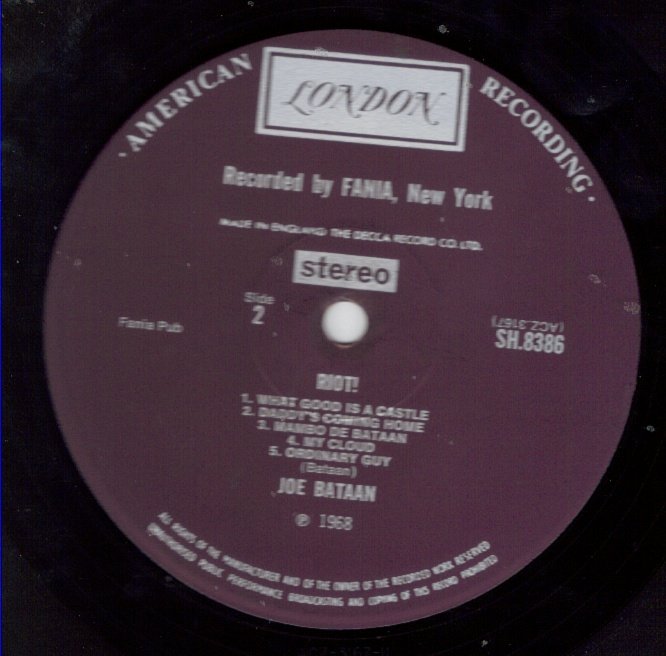 · AMERICAN RECORDING ·
LONDON
Recorded by FANIA, New York
MADE IN ENGLAND THE DECCA RECORD CO. LTD.
stereo
Side
2
Fania Pub
(ACZ.3167)
SH.8386
RIOT!
1. WHAT GOOD IS A CASTLE
2. DADDY'S COMING HOME
3. MAMBO DE BATAAN
4. MY CLOUD
5. ORDINARY GUY
(Bataan)
JOE BATAAN
℗ 1968
ALL RIGHTS OF THE MANUFACTURER AND OF THE OWNER OF THE RECORDED WORK RESERVED
UNAUTHORISED PUBLIC PERFORMANCE BROADCASTING AND COPYING OF THIS RECORD PROHIBITED